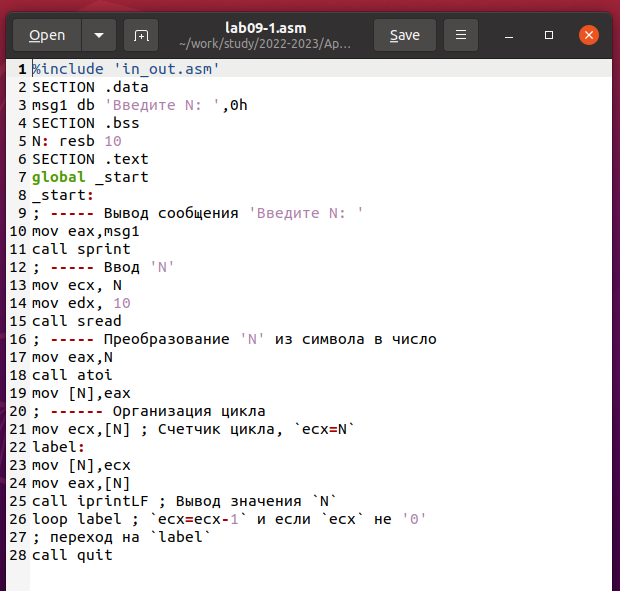 Open
lab09-1.asm
~/work/study/2022-2023/Ap...
Save
1 %include 'in_out.asm'
2 SECTION .data
3 msg1 db 'Введите N: ',0h
4 SECTION .bss
5 N: resb 10
6 SECTION .text
7 global _start
8 _start:
9 ; ----- Вывод сообщения 'Введите N: '
10 mov eax,msg1
11 call sprint
12 ; ----- Ввод 'N'
13 mov ecx, N
14 mov edx, 10
15 call sread
16 ; ----- Преобразование 'N' из символа в число
17 mov eax,N
18 call atoi
19 mov [N],eax
20 ; ------ Организация цикла
21 mov ecx,[N] ; Счетчик цикла, `ecx=N`
22 label:
23 mov [N],ecx
24 mov eax,[N]
25 call iprintLF ; Вывод значения `N`
26 loop label ; `ecx=ecx-1` и если `ecx` не '0'
27 ; переход на `label`
28 call quit